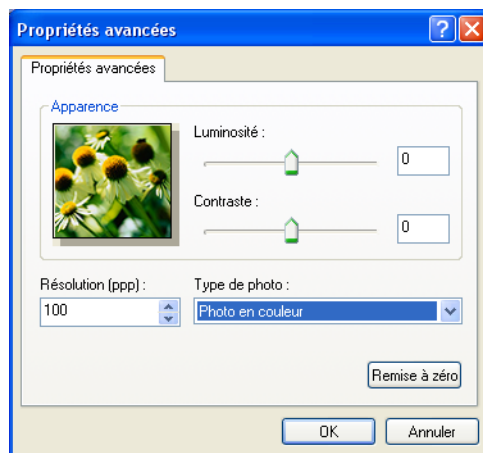 Propriétés avancées
Propriétés avancées
Apparence
Luminosité :
0
Contraste :
0
Résolution (ppp) :
Type de photo :
100
Photo en couleur
Remise à zéro
OK
Annuler